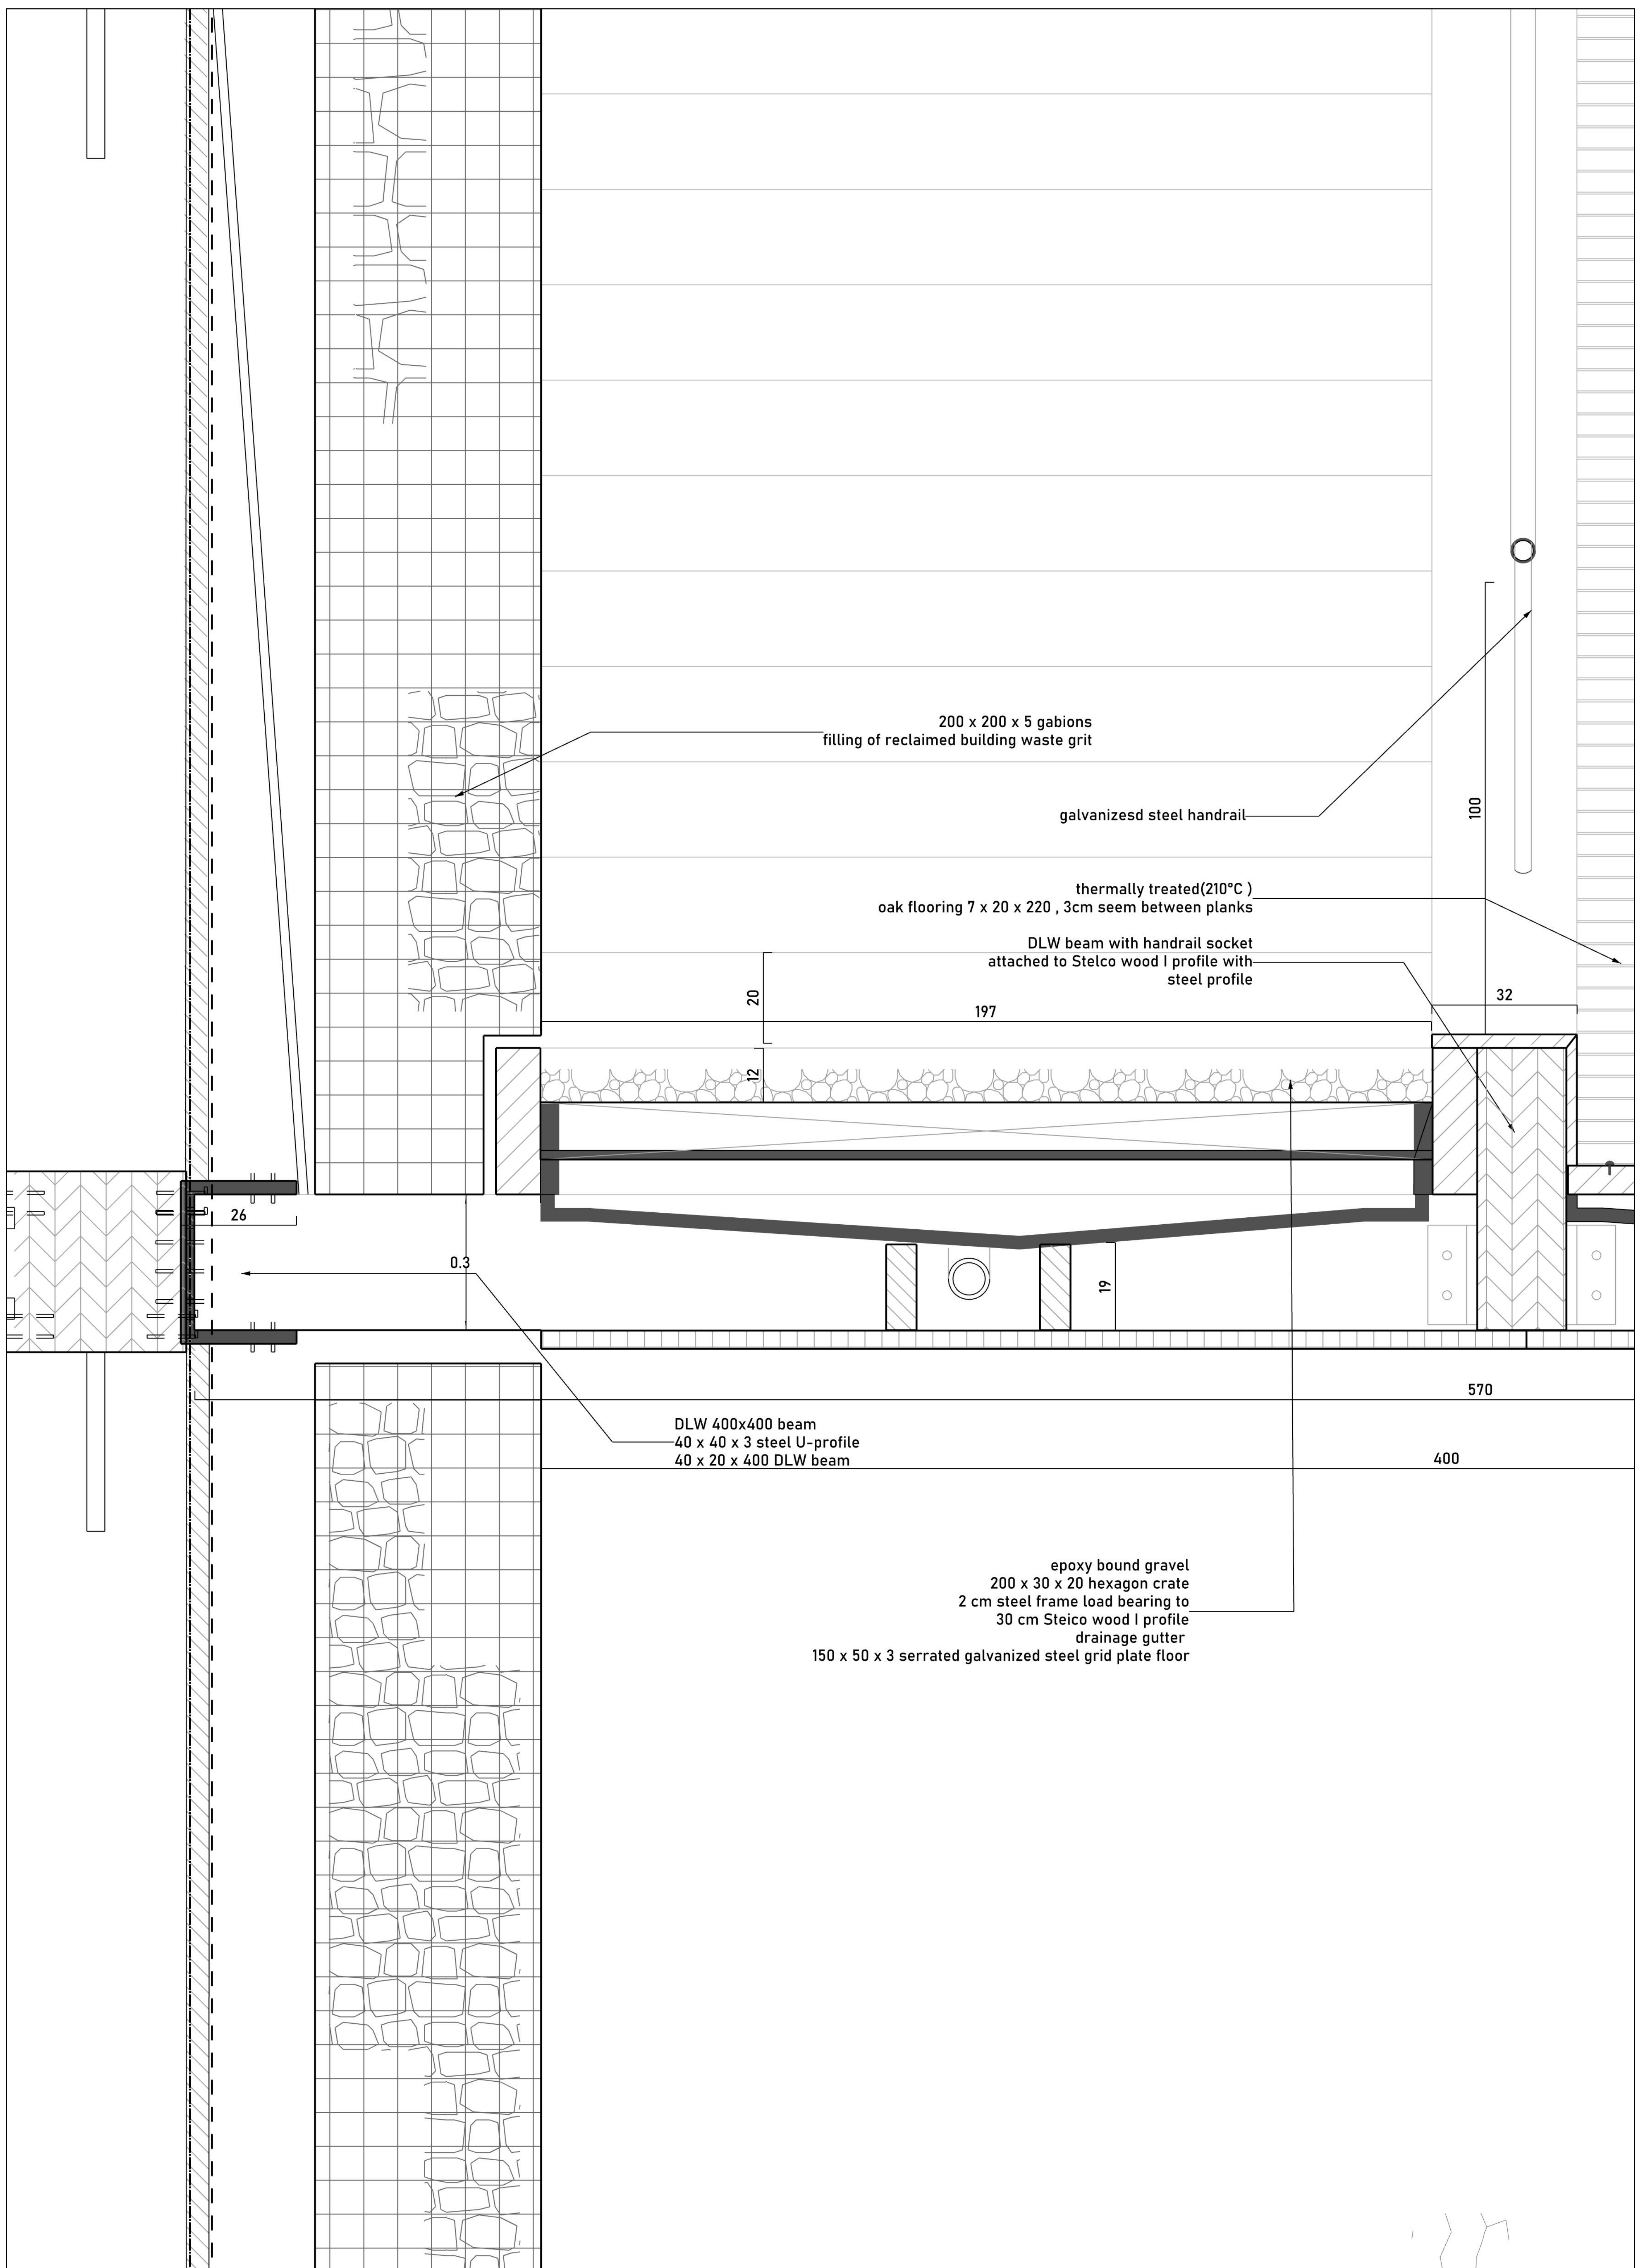 200 x 200 x 5 gabions
filling of reclaimed building waste grit
galvanizesd steel handrail
100
thermally treated(210°C )
oak flooring 7 x 20 x 220 , 3cm seem between planks
DLW beam with handrail socket
attached to Stelco wood I profile with
steel profile
20
32
197
12
26
0.3
19
570
DLW 400x400 beam
40 x 40 x 3 steel U-profile
40 x 20 x 400 DLW beam
400
epoxy bound gravel
200 x 30 x 20 hexagon crate
2 cm steel frame load bearing to
30 cm Steico wood I profile
drainage gutter
150 x 50 x 3 serrated galvanized steel grid plate floor